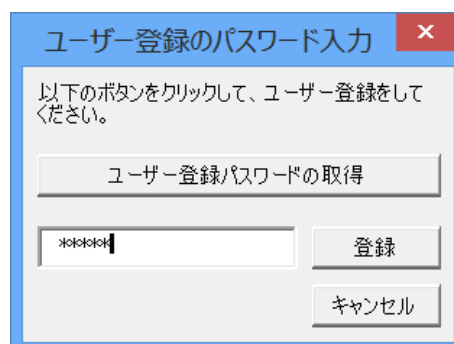 ユーザー登録のパスワード入力
以下のボタンをクリックして、ユーザー登録をして
ください。
ユーザー登録パスワードの取得
*****
登録
キャンセル